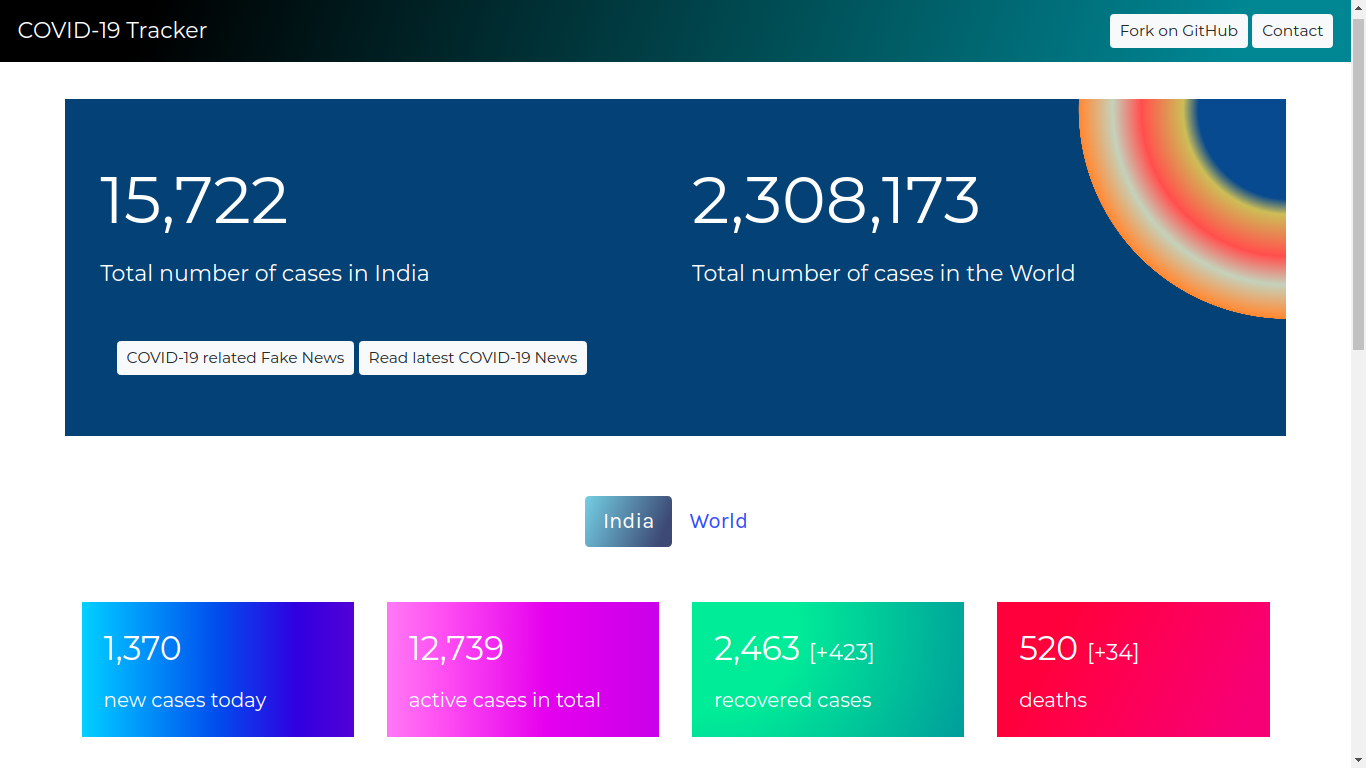 COVID-19 Tracker
Fork on GitHub
Contact
15,722
Total number of cases in India
2,308,173
Total number of cases in the World
COVID-19 related Fake News
Read latest COVID-19 News
India
World
1,370
new cases today
12,739
active cases in total
2,463 [+423]
recovered cases
520 [+34]
deaths